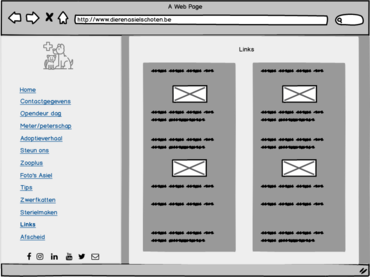 A Web Page
http://www.dierenasielschoten.be
Links
Home
Contactgegevens
Opendeur dag
Meter/peterschap
Adoptieverhaal
Steun ons
Zooplus
Foto's Asiel
Tips
Zwerfkatten
Sterielmaken
Links
Afscheid